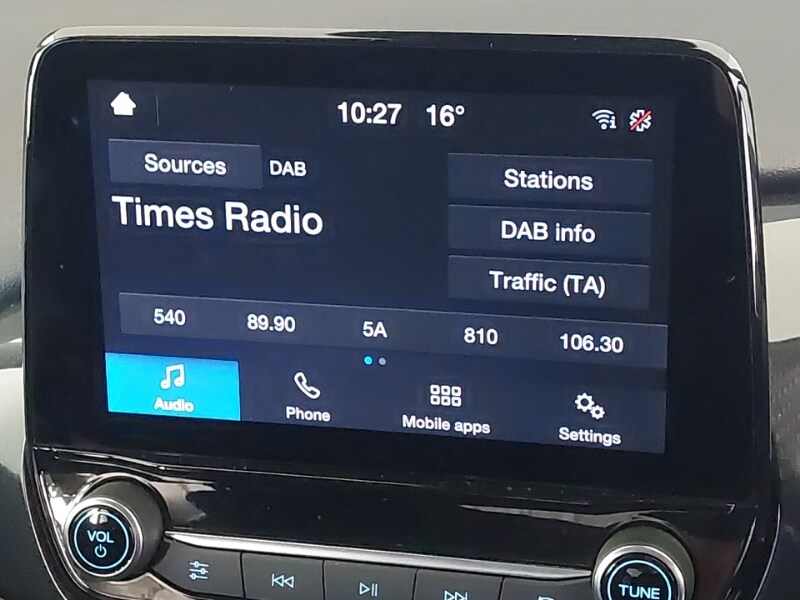 10:27 16°
Sources DAB
Stations
Times Radio
DAB info
Traffic (TA)
540 89.90 5A 810 106.30
Audio Phone Mobile apps Settings
VOL
TUNE